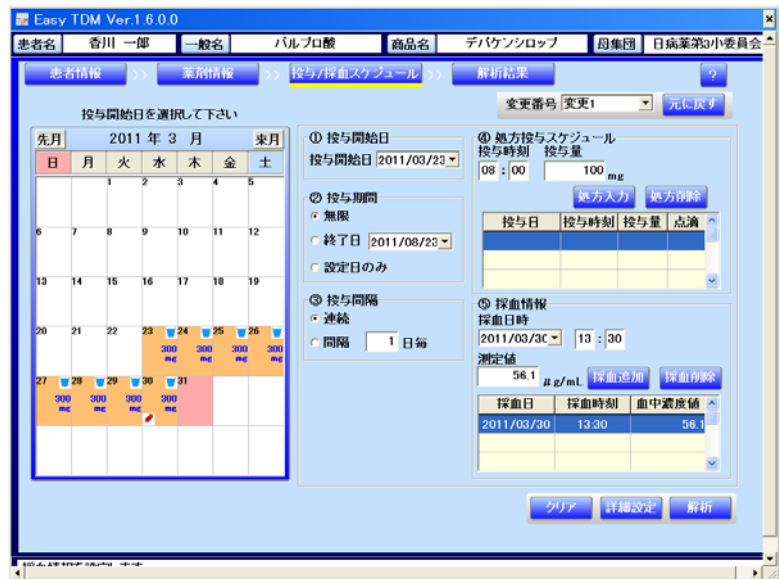 Easy TDM Ver.1.6.0.0
患者名 香川 一郎 一般名 バルプロ酸 商品名 デパケンシロップ 母集団 日病薬第3小委員会
患者情報 >> 薬剤情報 >> 投与/採血スケジュール >> 解析結果 ?
変更番号 変更1 元に戻す
投与開始日を選択して下さい
先月 2011 年 3 月 来月
日 月 火 水 木 金 土
1 2 3 4 5
6 7 8 9 10 11 12
13 14 15 16 17 18 19
20 21 22 23 24 25 26
300 mg 300 mg 300 mg 300 mg
27 28 29 30 31
300 mg 300 mg 300 mg 300 mg
① 投与開始日
投与開始日 2011/03/23
② 投与期間
無限
終了日 2011/08/23
設定日のみ
③ 投与間隔
連続
間隔 1 日毎
④ 処方投与スケジュール
投与時刻 投与量
08 : 00 100 mg
処方入力 処方削除
投与日 投与時刻 投与量 点滴
⑤ 採血情報
採血日時
2011/03/30 13 : 30
測定値
56.1 μg/mL 採血追加 採血削除
採血日 採血時刻 血中濃度値
2011/03/30 13:30 56.1
クリア 詳細設定 解析